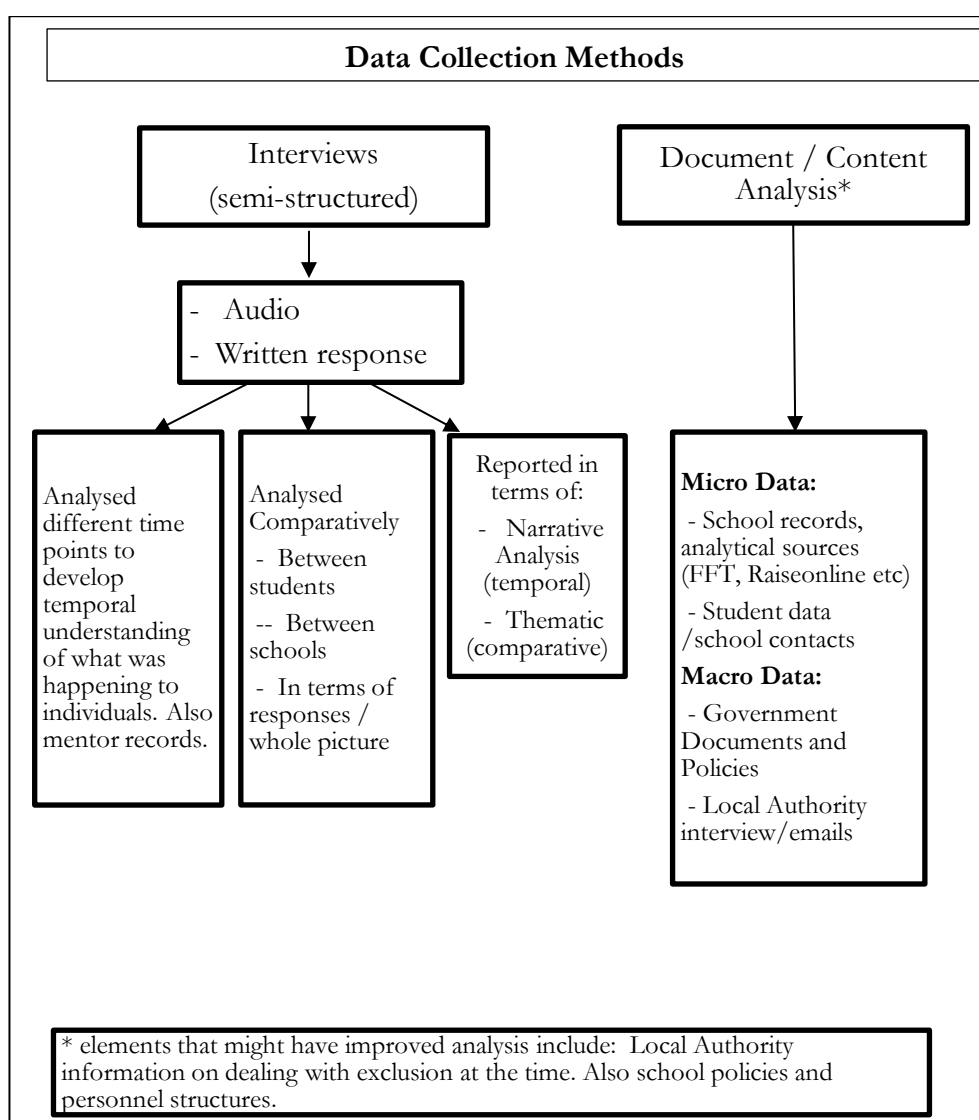 Data Collection Methods
Interviews
(semi-structured)
Document / Content
Analysis*
- Audio
- Written response
Analysed
different time
points to
develop
temporal
understanding
of what was
happening to
individuals. Also
mentor records.
Analysed
Comparatively
- Between
students
-- Between
schools
- In terms of
responses /
whole picture
Reported in
terms of:
- Narrative
Analysis
(temporal)
- Thematic
(comparative)
Micro Data:
- School records,
analytical sources
(FFT, Raiseonline etc)
- Student data
/school contacts
Macro Data:
- Government
Documents and
Policies
- Local Authority
interview/emails
* elements that might have improved analysis include: Local Authority
information on dealing with exclusion at the time. Also school policies and
personnel structures.